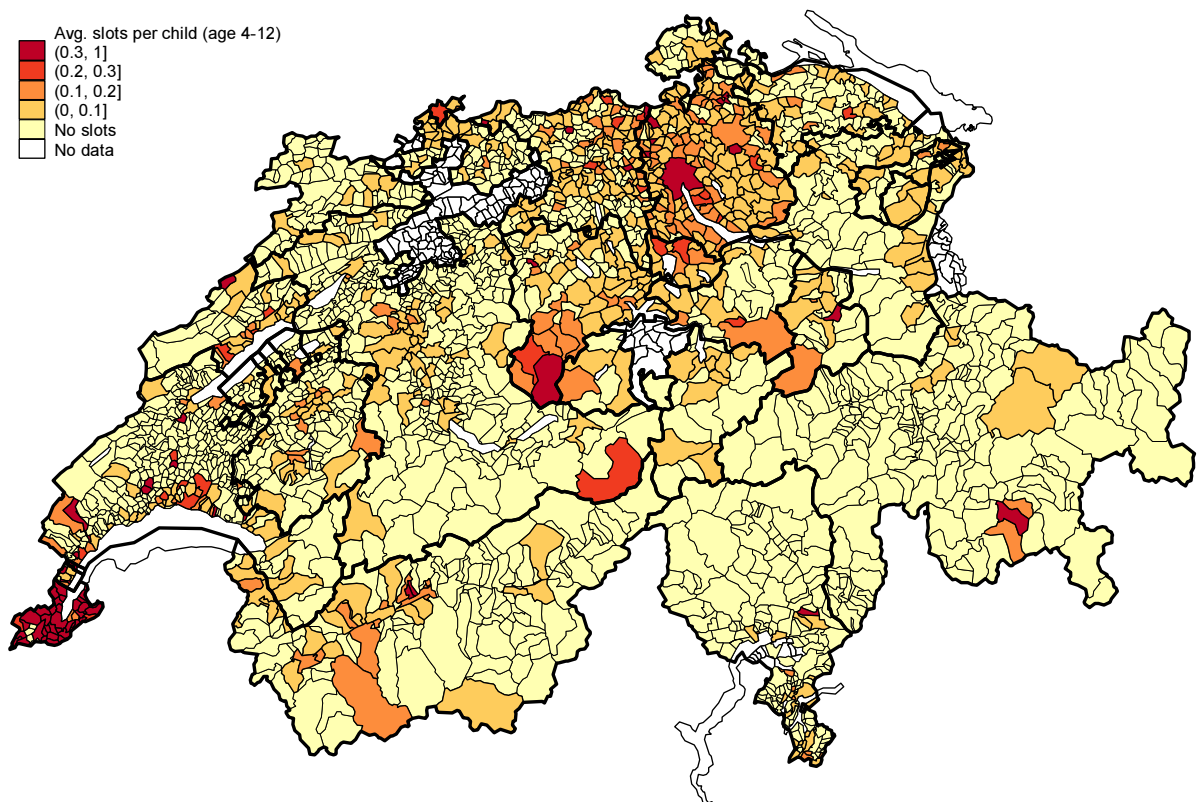 Avg. slots per child (age 4-12)
(0.3, 1]
(0.2, 0.3]
(0.1, 0.2]
(0, 0.1]
No slots
No data